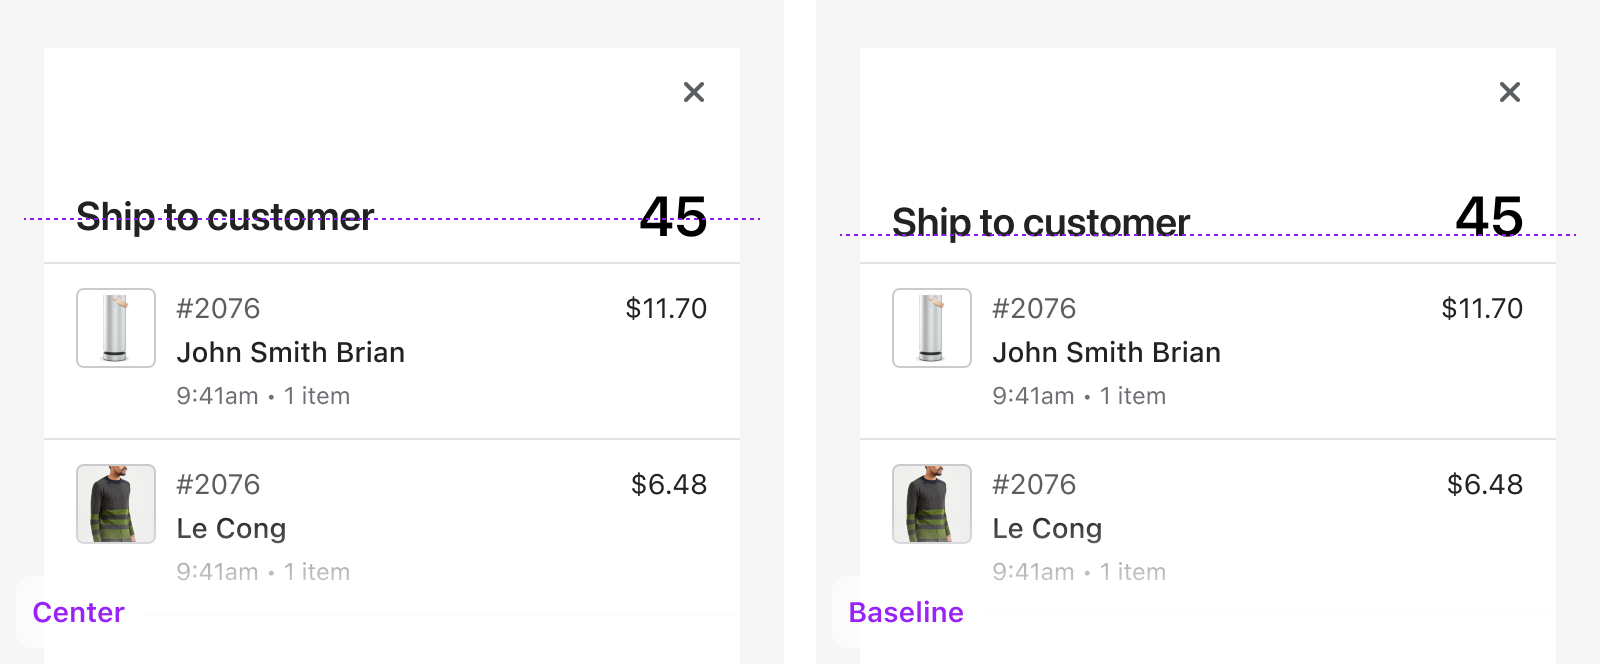 Ship to customer 45
#2076 $11.70
John Smith Brian
9:41am • 1 item
#2076 $6.48
Le Cong
9:41am • 1 item
Center
Ship to customer 45
#2076 $11.70
John Smith Brian
9:41am • 1 item
#2076 $6.48
Le Cong
9:41am • 1 item
Baseline